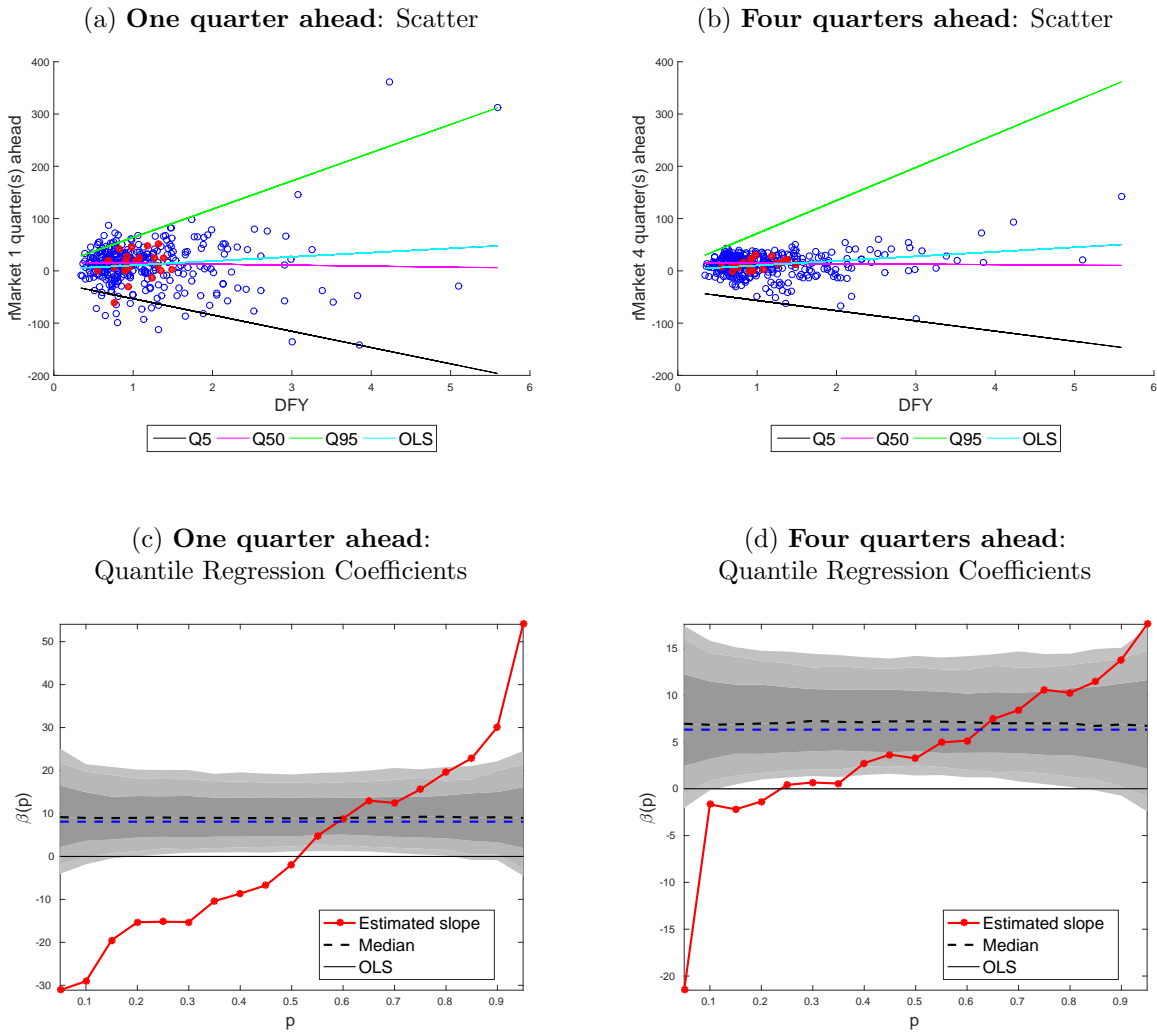 (a) One quarter ahead: Scatter
400
300
200
100
0
-100
-200
0 1 2 3 4 5 6
rMarket 1 quarter(s) ahead
DFY
Q5 Q50 Q95 OLS
(b) Four quarters ahead: Scatter
400
300
200
100
0
-100
-200
0 1 2 3 4 5 6
rMarket 4 quarter(s) ahead
DFY
Q5 Q50 Q95 OLS
(c) One quarter ahead:
Quantile Regression Coefficients
50
40
30
20
10
0
-10
-20
-30
0.1 0.2 0.3 0.4 0.5 0.6 0.7 0.8 0.9
β(p)
p
Estimated slope
Median
OLS
(d) Four quarters ahead:
Quantile Regression Coefficients
15
10
5
0
-5
-10
-15
-20
0.1 0.2 0.3 0.4 0.5 0.6 0.7 0.8 0.9
β(p)
p
Estimated slope
Median
OLS